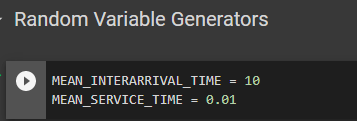 Random Variable Generators
MEAN_INTERARRIVAL_TIME = 10
MEAN_SERVICE_TIME = 0.01